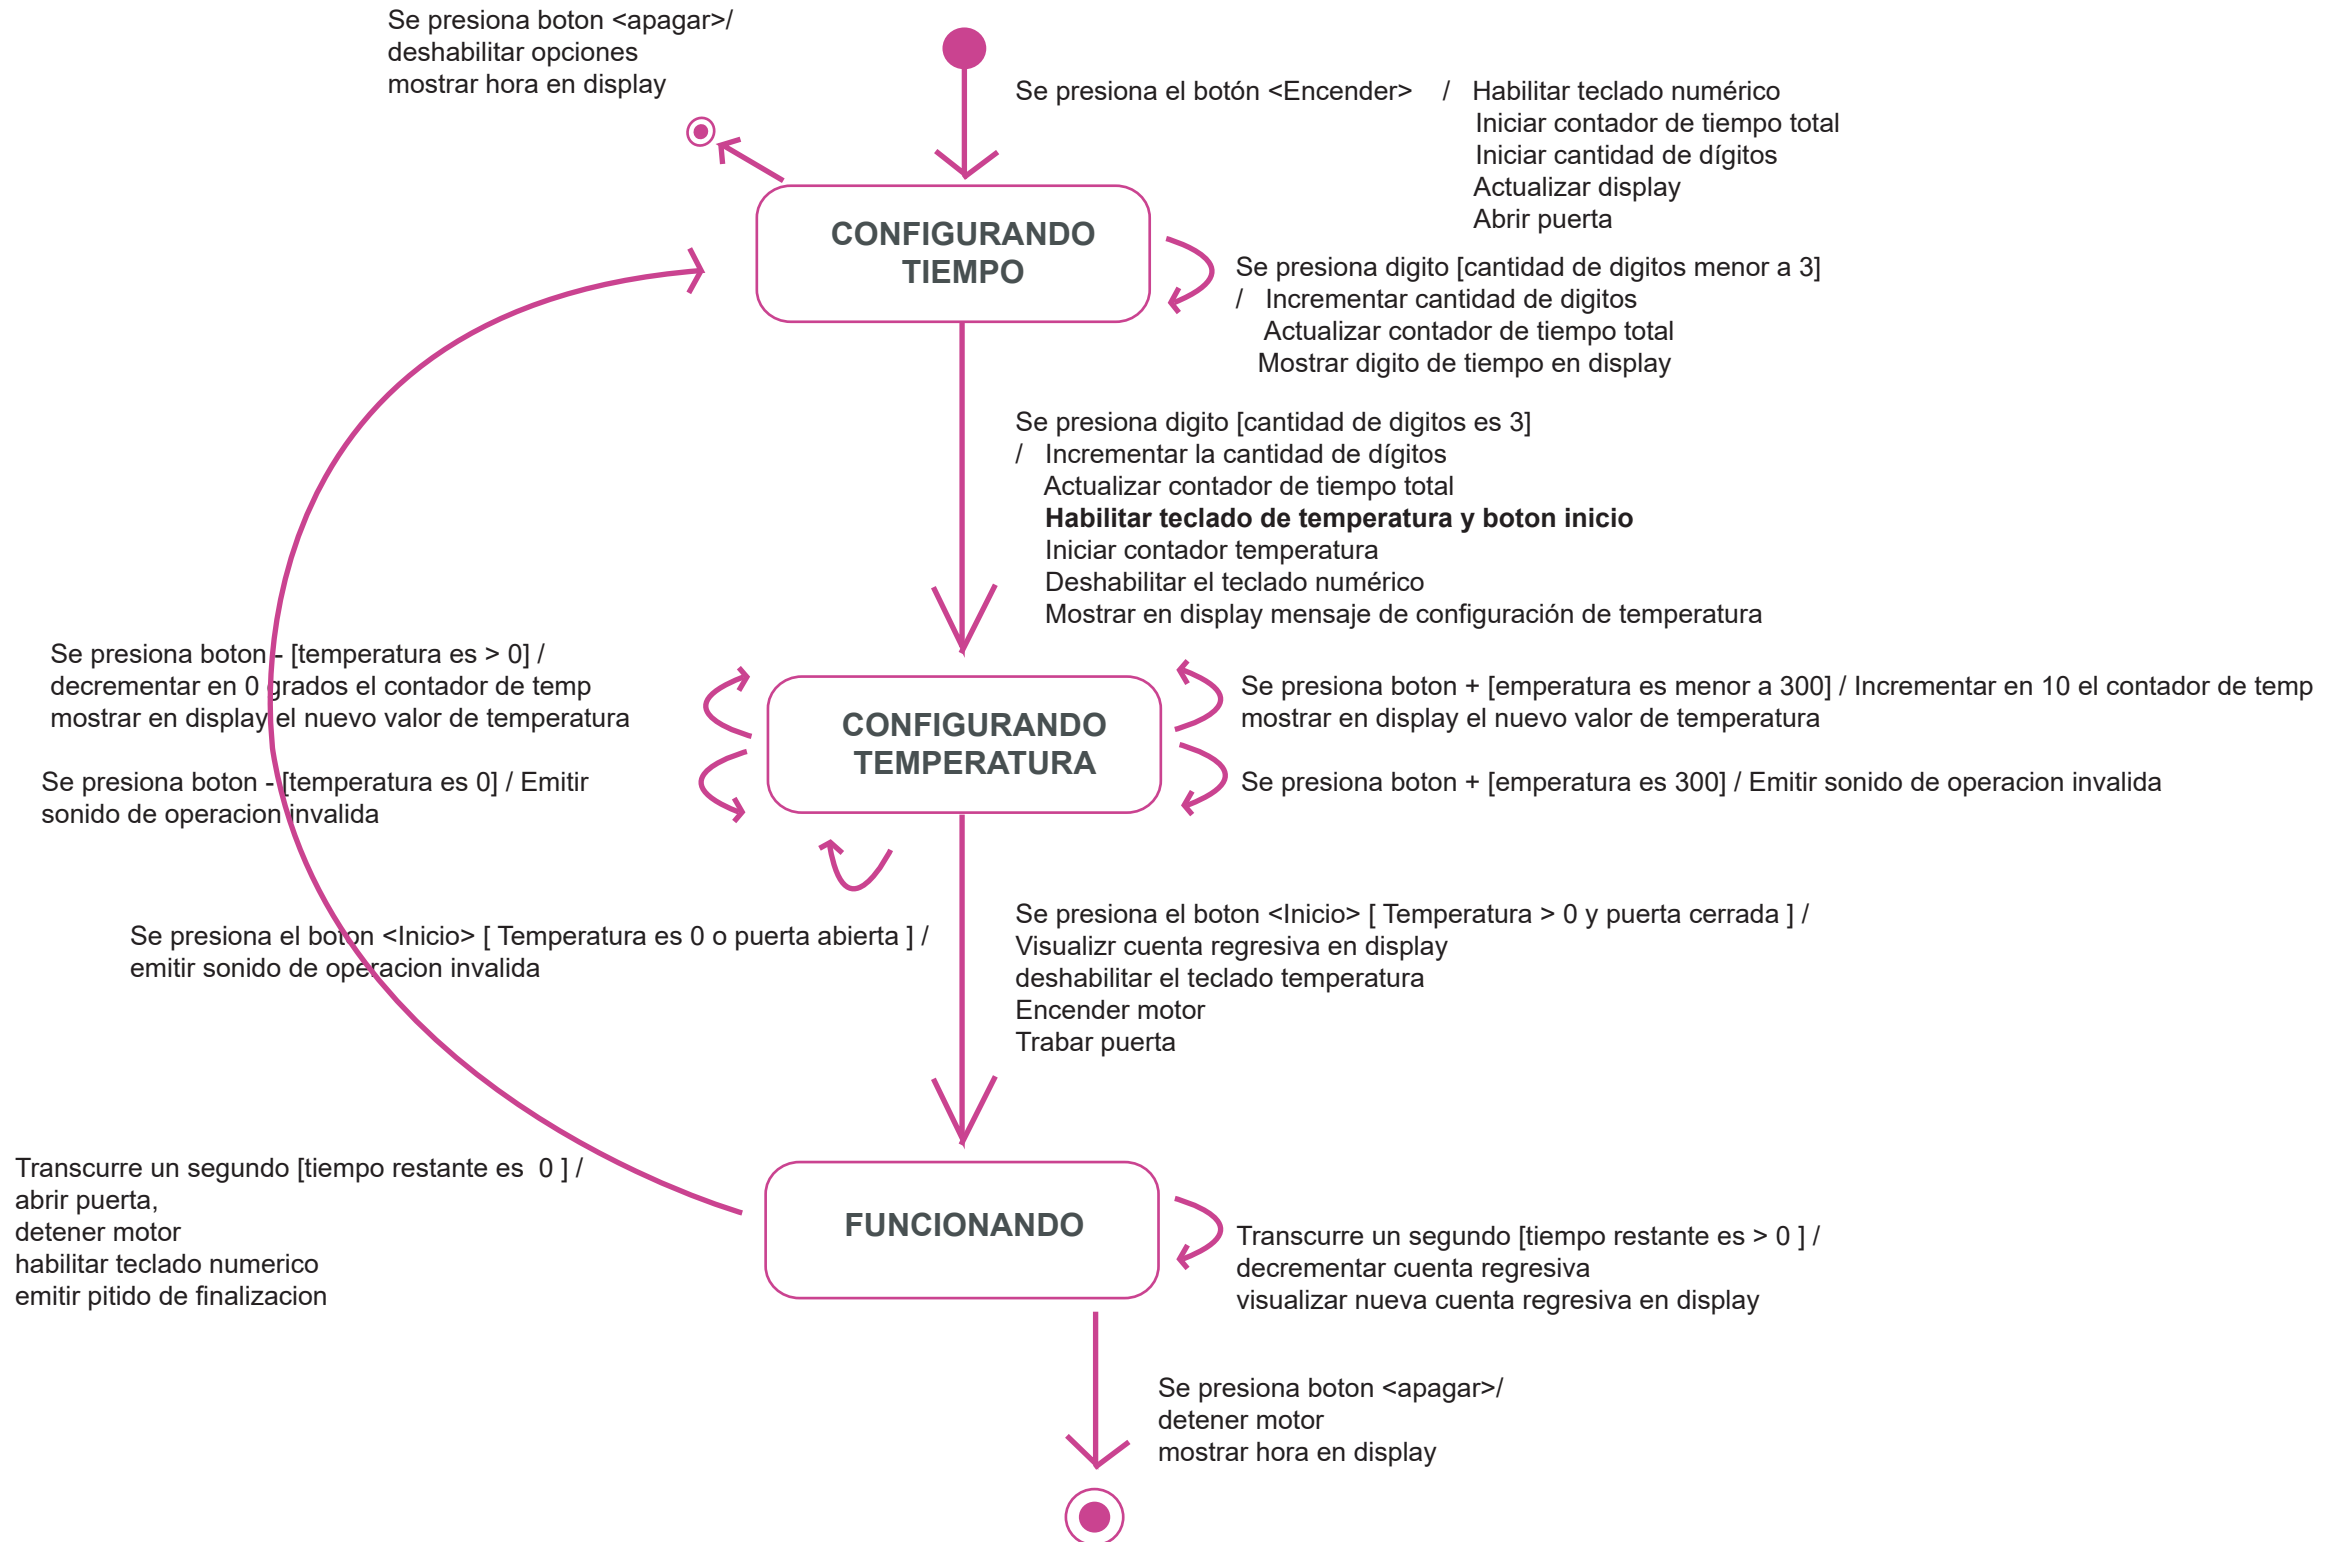 Se presiona boton <apagar>/
deshabilitar opciones
mostrar hora en display
Se presiona el botón <Encender> / Habilitar teclado numérico
Iniciar contador de tiempo total
Iniciar cantidad de dígitos
Actualizar display
Abrir puerta
CONFIGURANDO
TIEMPO
Se presiona digito [cantidad de digitos menor a 3]
/ Incrementar cantidad de digitos
Actualizar contador de tiempo total
Mostrar digito de tiempo en display
Se presiona digito [cantidad de digitos es 3]
/ Incrementar la cantidad de dígitos
Actualizar contador de tiempo total
Habilitar teclado de temperatura y boton inicio
Iniciar contador temperatura
Deshabilitar el teclado numérico
Mostrar en display mensaje de configuración de temperatura
Se presiona boton - [temperatura es > 0] /
decrementar en 0 grados el contador de temp
mostrar en display el nuevo valor de temperatura
Se presiona boton - [temperatura es 0] / Emitir
sonido de operacion invalida
CONFIGURANDO
TEMPERATURA
Se presiona boton + [emperatura es menor a 300] / Incrementar en 10 el contador de temp
mostrar en display el nuevo valor de temperatura
Se presiona boton + [emperatura es 300] / Emitir sonido de operacion invalida
Se presiona el boton <Inicio> [ Temperatura es 0 o puerta abierta ] /
emitir sonido de operacion invalida
Se presiona el boton <Inicio> [ Temperatura > 0 y puerta cerrada ] /
Visualizr cuenta regresiva en display
deshabilitar el teclado temperatura
Encender motor
Trabar puerta
Transcurre un segundo [tiempo restante es 0 ] /
abrir puerta,
detener motor
habilitar teclado numerico
emitir pitido de finalizacion
FUNCIONANDO
Transcurre un segundo [tiempo restante es > 0 ] /
decrementar cuenta regresiva
visualizar nueva cuenta regresiva en display
Se presiona boton <apagar>/
detener motor
mostrar hora en display